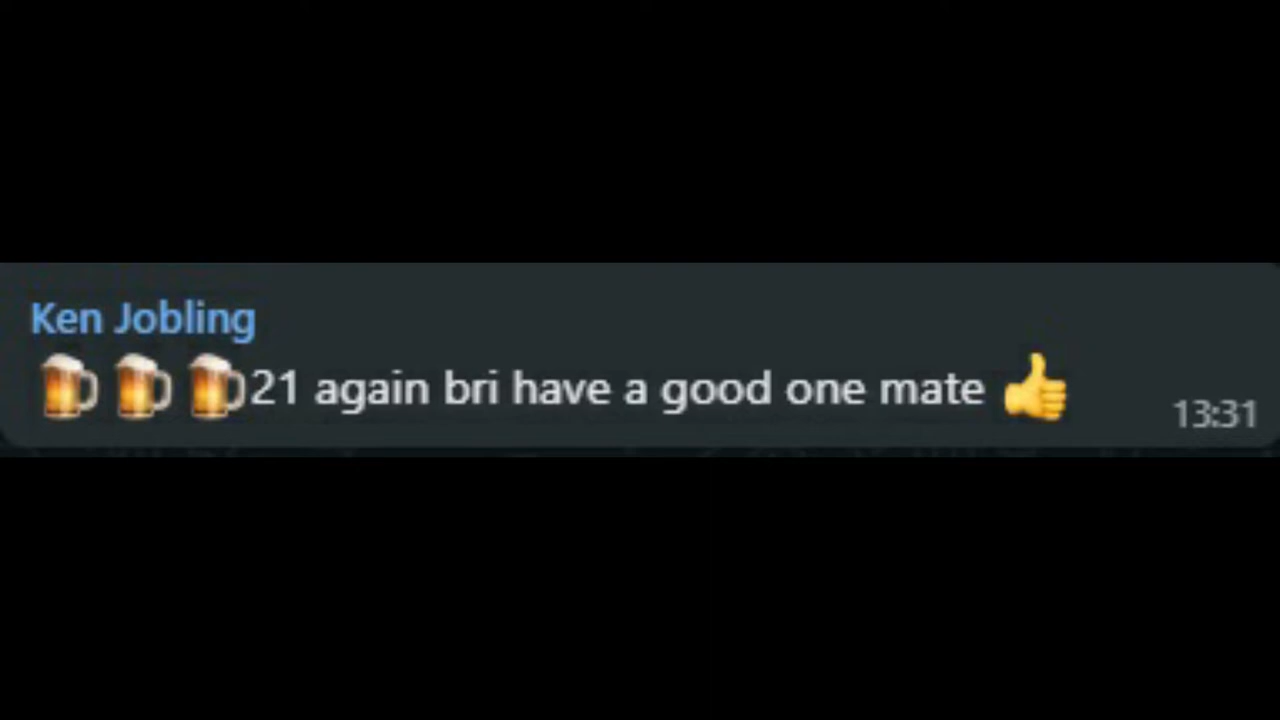 Ken Jobling
🍺🍺🍺21 again bri have a good one mate 👍
13:31